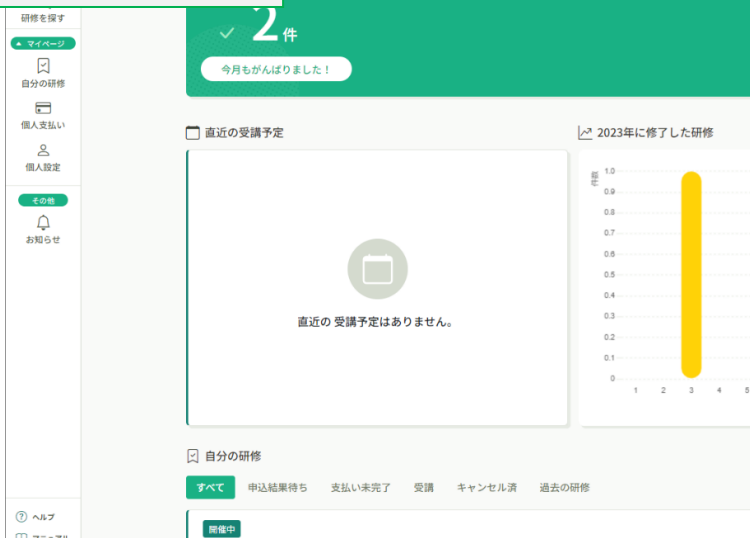 研修を探す
マイページ
自分の研修
個人支払い
個人設定
その他
お知らせ
ヘルプ
2件
今月もがんばりました！
直近の受講予定
直近の 受講予定はありません。
2023年に修了した研修
件数
1.0
0.9
0.8
0.7
0.6
0.5
0.4
0.3
0.2
0.1
0
1 2 3 4 5
自分の研修
すべて 申込結果待ち 支払い未完了 受講 キャンセル済 過去の研修
開催中